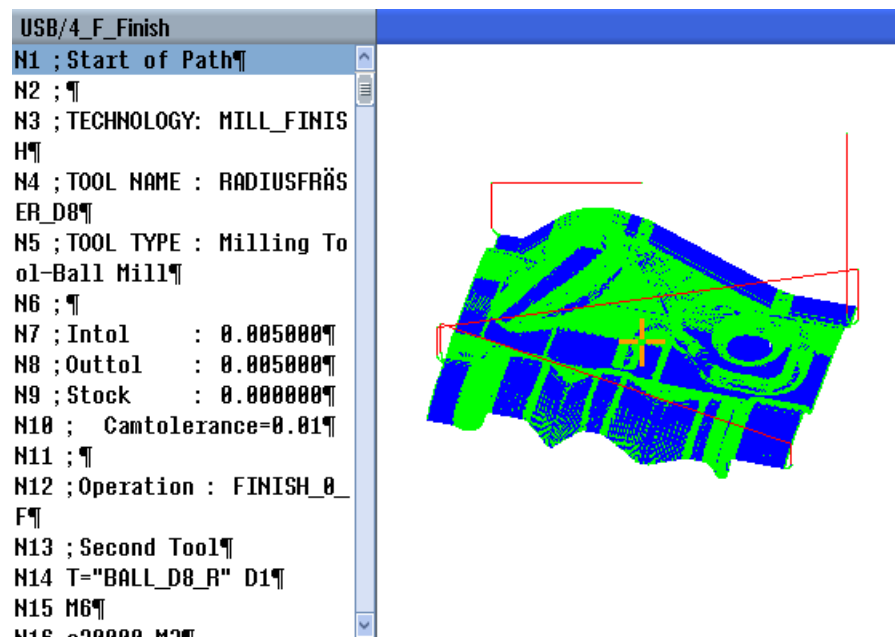 USB/4_F_Finish
N1 ;Start of Path¶
N2 ;¶
N3 ;TECHNOLOGY: MILL_FINIS
H¶
N4 ;TOOL NAME : RADIUSFRÄS
ER_D8¶
N5 ;TOOL TYPE : Milling To
ol-Ball Mill¶
N6 ;¶
N7 ;Intol : 0.005000¶
N8 ;Outtol : 0.005000¶
N9 ;Stock : 0.000000¶
N10 ; Camtolerance=0.01¶
N11 ;¶
N12 ;Operation : FINISH_0_
F¶
N13 ;Second Tool¶
N14 T="BALL_D8_R" D1¶
N15 M6¶